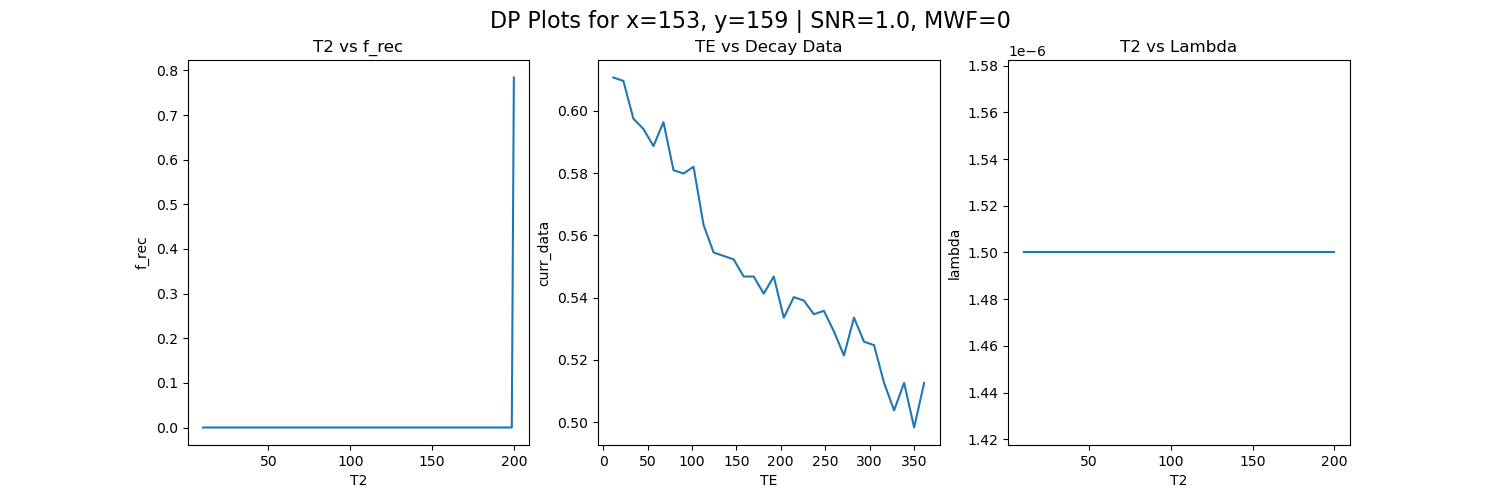 DP Plots for x=153, y=159 | SNR=1.0, MWF=0
T2 vs f_rec
0.8
0.7
0.6
0.5
0.4
0.3
0.2
0.1
0.0
f_rec
50 100 150 200
T2
TE vs Decay Data
0.60
0.58
0.56
0.54
0.52
0.50
curr_data
0 50 100 150 200 250 300 350
TE
T2 vs Lambda
1e−6
1.58
1.56
1.54
1.52
1.50
1.48
1.46
1.44
1.42
lambda
50 100 150 200
T2